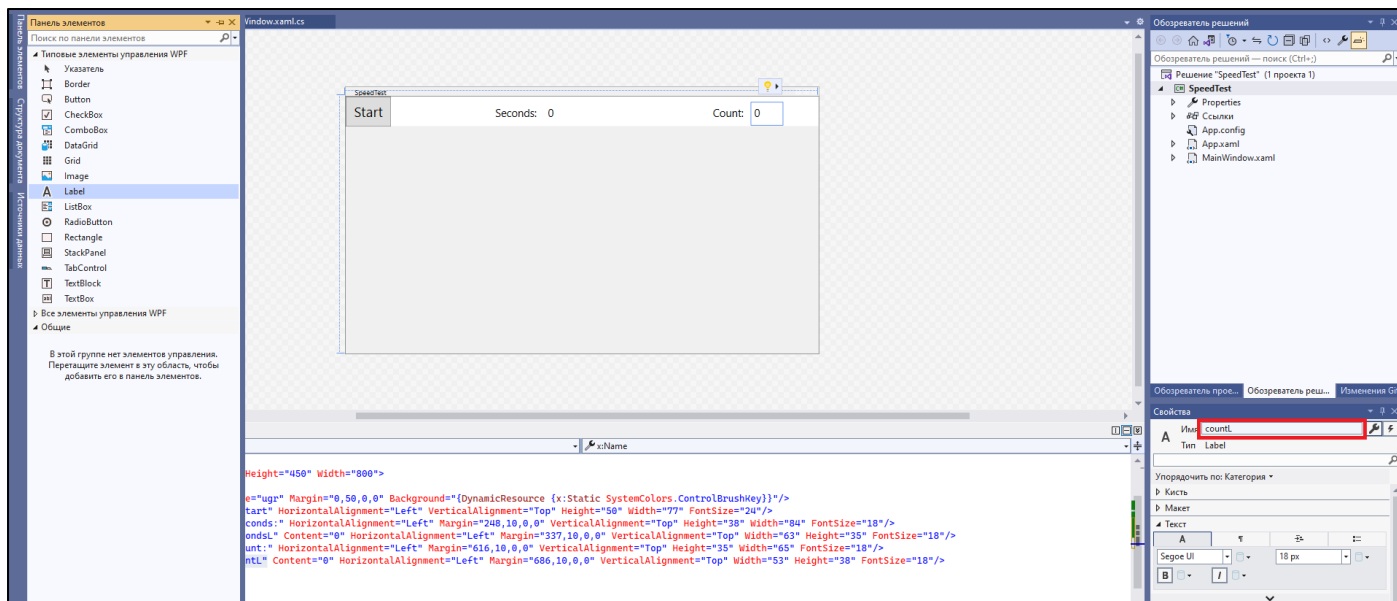 Панель элементов
Структура документа
Источники данных
Панель элементов
Поиск по панели элементов
Типовые элементы управления WPF
Указатель
Border
Button
CheckBox
ComboBox
DataGrid
Grid
Image
Label
ListBox
RadioButton
Rectangle
StackPanel
TabControl
TextBlock
TextBox
Все элементы управления WPF
Общие
В этой группе нет элементов управления.
Перетащите элемент в эту область, чтобы
добавить его в панель элементов.
Window.xaml.cs
SpeedTest
Start Seconds: 0 Count: 0
x:Name
Height="450" Width="800">
e="ugr" Margin="0,50,0,0" Background="{DynamicResource {x:Static SystemColors.ControlBrushKey}}"/>
tart" HorizontalAlignment="Left" VerticalAlignment="Top" Height="50" Width="77" FontSize="24"/>
conds:" HorizontalAlignment="Left" Margin="248,10,0,0" VerticalAlignment="Top" Height="38" Width="84" FontSize="18"/>
ondsL" Content="0" HorizontalAlignment="Left" Margin="337,10,0,0" VerticalAlignment="Top" Width="63" Height="35" FontSize="18"/>
unt:" HorizontalAlignment="Left" Margin="616,10,0,0" VerticalAlignment="Top" Height="35" Width="65" FontSize="18"/>
ntL" Content="0" HorizontalAlignment="Left" Margin="686,10,0,0" VerticalAlignment="Top" Width="53" Height="38" FontSize="18"/>
Обозреватель решений
Обозреватель решений — поиск (Ctrl+;)
Решение "SpeedTest" (1 проекта 1)
SpeedTest
Properties
Ссылки
App.config
App.xaml
MainWindow.xaml
Обозреватель прое... Обозреватель реш... Изменения Gi
Свойства
Имя countL
Тип Label
Упорядочить по: Категория
Кисть
Макет
Текст
A ¶
Segoe UI 18 px
B I